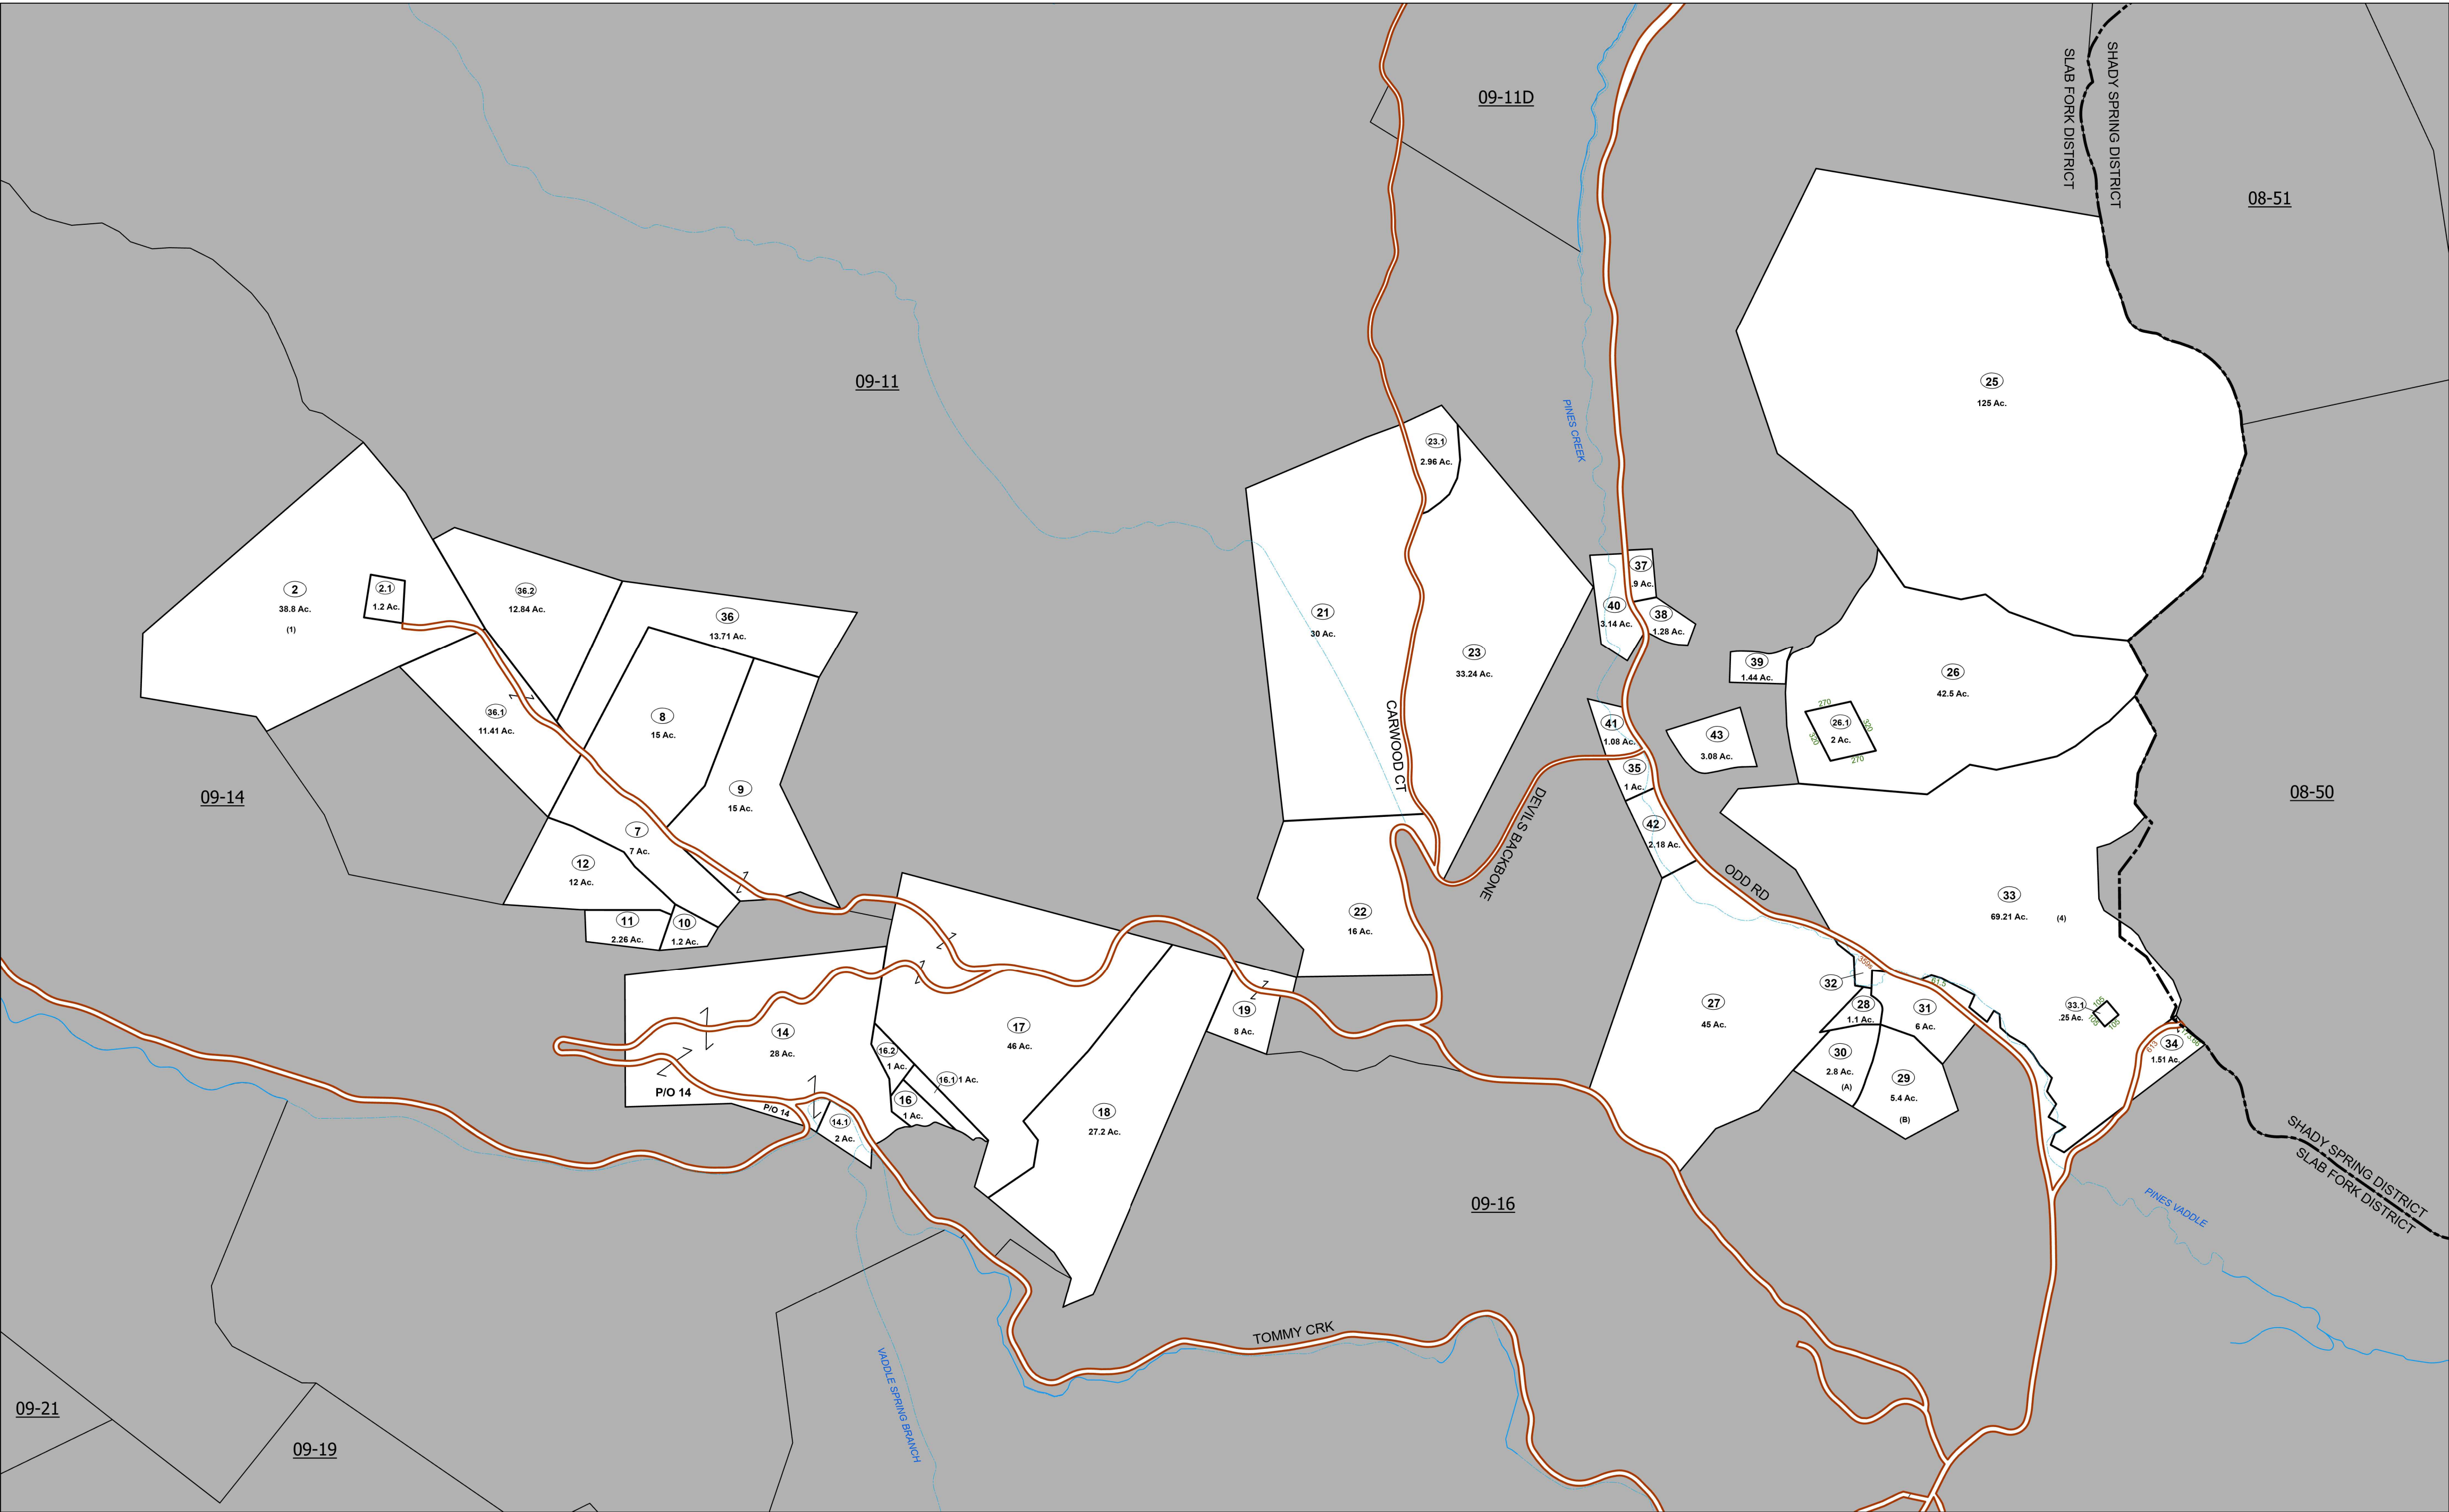 09-11D
SLAB FORK DISTRICT
SHADY SPRING DISTRICT
08-51
09-11
25
125 Ac.
PINES CREEK
23.1
2.96 Ac.
2
38.8 Ac.
(1)
2.1
1.2 Ac.
36.2
12.84 Ac.
36
13.71 Ac.
36.1
11.41 Ac.
8
15 Ac.
9
15 Ac.
7
7 Ac.
12
12 Ac.
11
2.26 Ac.
10
1.2 Ac.
09-14
21
30 Ac.
23
33.24 Ac.
CARWOOD CT
22
16 Ac.
DEVILS BACKBONE
37
.9 Ac.
40
3.14 Ac.
38
1.28 Ac.
39
1.44 Ac.
41
1.08 Ac.
43
3.08 Ac.
35
1 Ac.
42
2.18 Ac.
ODD RD
26
42.5 Ac.
26.1
2 Ac.
270
320
320
270
08-50
33
69.21 Ac.
(4)
33.1
.25 Ac.
105
105
105
34
1.51 Ac.
613
27
45 Ac.
32
28
1.1 Ac.
31
6 Ac.
61.5
30
2.8 Ac.
(A)
29
5.4 Ac.
(B)
14
28 Ac.
P/O 14
P/O 14
14.1
2 Ac.
16.2
1 Ac.
16.1
1 Ac.
16
1 Ac.
17
46 Ac.
18
27.2 Ac.
19
8 Ac.
09-16
SHADY SPRING DISTRICT
SLAB FORK DISTRICT
PINES VADDLE
TOMMY CRK
VADDLE SPRING BRANCH
09-21
09-19